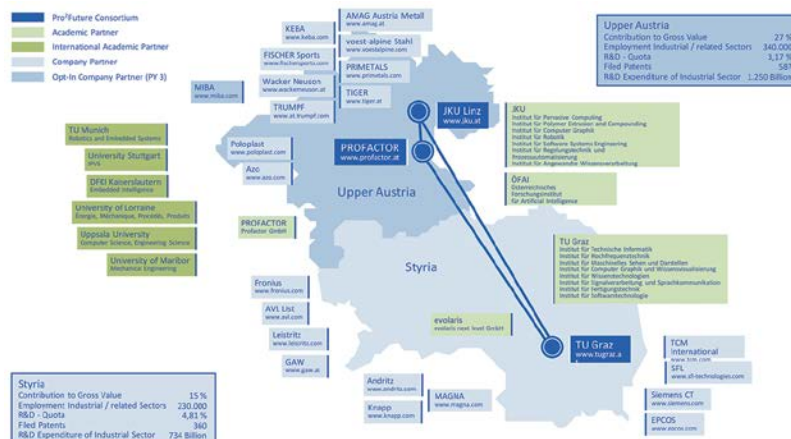 Pro²Future Consortium
Academic Partner
International Academic Partner
Company Partner
Opt-In Company Partner (PY 3)
AMAG Austria Metall
www.amag.at
KEBA
www.keba.com
voest-alpine Stahl
www.voestalpine.com
FISCHER Sports
www.fischersports.com
PRIMETALS
www.primetals.com
Wacker Neuson
www.wackerneuson.at
TIGER
www.tiger.at
MIBA
www.miba.com
TRUMPF
www.at.trumpf.com
Upper Austria
Contribution to Gross Value 27 %
Employment Industrial / related Sectors 340.000
R&D - Quota 3,17 %
Filed Patents 587
R&D Expenditure of Industrial Sector 1.250 Billion
JKU Linz
www.jku.at
PROFACTOR
www.profactor.at
JKU
Institut für Pervasive Computing
Institut für Polymer Extrusion and Compounding
Institut für Computer Graphik
Institut für Robotik
Institut für Software Systems Engineering
Institut für Regelungstechnik und
Prozessautomatisierung
Institut für Angewandte Wissensverarbeitung
TU Munich
Robotics and Embedded Systems
University Stuttgart
DFKI Kaiserslautern
Embedded Intelligence
University of Lorraine
Énergie, Méchanique, Procédés, Produits
Uppsala University
Computer Science, Engineering Science
University of Maribor
Mechanical Engineering
Poloplast
www.poloplast.com
Azo
www.azo.com
Upper Austria
ÖFAI
Österreichisches
Forschungsinstitut
für Artificial Intelligence
PROFACTOR
Profactor GmbH
Styria
TU Graz
Institut für Technische Informatik
Institut für Hochfrequenztechnik
Institut für Maschinelles Sehen und Darstellen
Institut für Computer Graphik und Wissensvisualisierung
Institut für Wissenstechnologien
Institut für Signalverarbeitung und Sprachkommunikation
Institut für Fertigungstechnik
Institut für Softwaretechnologie
Fronius
www.fronius.com
AVL List
www.avl.com
Leistritz
www.leistritz.com
GAW
www.gaw.at
evolaris
evolaris next level GmbH
TU Graz
www.tugraz.a
TCM
International
SFL
www.sfl-technologies.com
Andritz
www.andritz.com
MAGNA
www.magna.com
Knapp
www.knapp.com
Siemens CT
www.siemens.com
EPCOS
www.epcos.com
Styria
Contribution to Gross Value 15 %
Employment Industrial / related Sectors 230.000
R&D - Quota 4,81 %
Filed Patents 360
R&D Expenditure of Industrial Sector 734 Billion